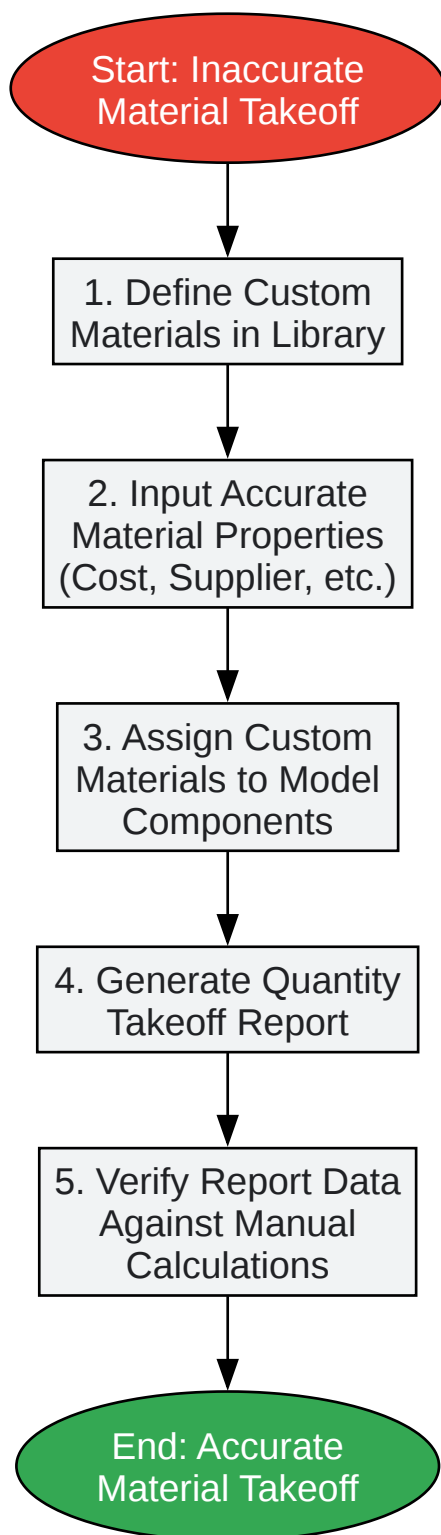 Start: Inaccurate
Material Takeoff
1. Define Custom
Materials in Library
2. Input Accurate
Material Properties
(Cost, Supplier, etc.)
3. Assign Custom
Materials to Model
Components
4. Generate Quantity
Takeoff Report
5. Verify Report Data
Against Manual
Calculations
End: Accurate
Material Takeoff